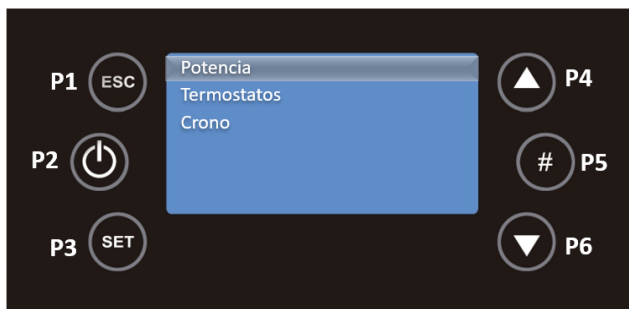 P1 ESC
P2
P3 SET
Potencia
Termostatos
Crono
P4
# P5
P6